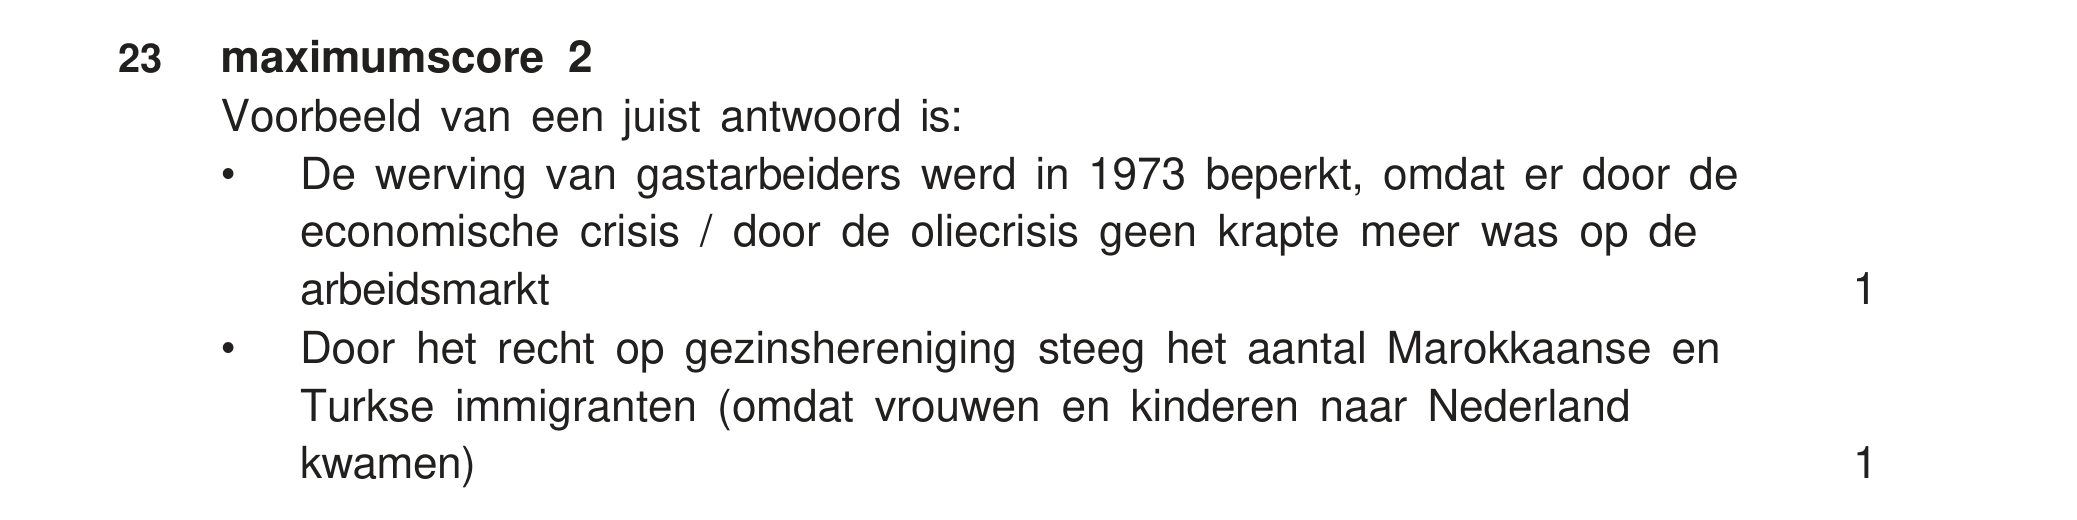 23 maximumscore 2
Voorbeeld van een juist antwoord is:
• De werving van gastarbeiders werd in 1973 beperkt, omdat er door de
economische crisis / door de oliecrisis geen krapte meer was op de
arbeidsmarkt 1
• Door het recht op gezinshereniging steeg het aantal Marokkaanse en
Turkse immigranten (omdat vrouwen en kinderen naar Nederland
kwamen) 1